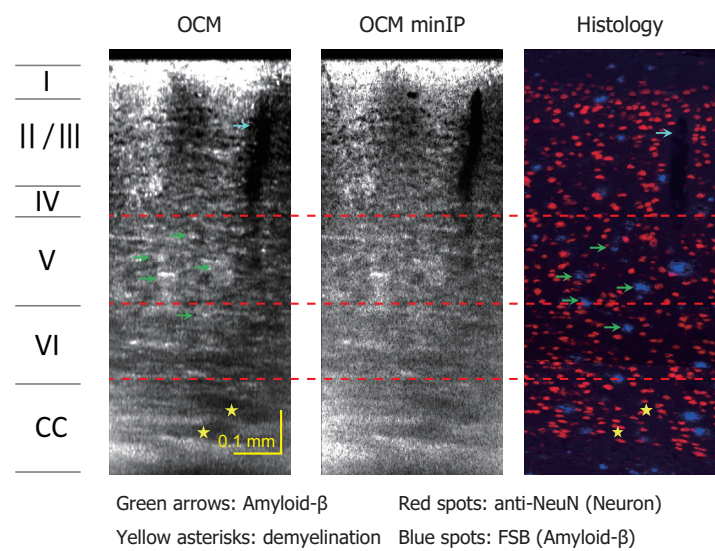 OCM OCM minIP Histology
I
II / III
IV
V
VI
CC
0.1 mm
Green arrows: Amyloid-β Red spots: anti-NeuN (Neuron)
Yellow asterisks: demyelination Blue spots: FSB (Amyloid-β)